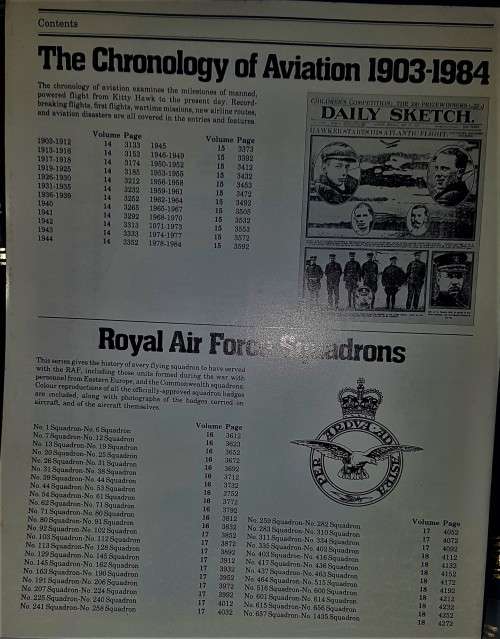 Contents
The Chronology of Aviation 1903-1984
The chronology of aviation examines the milestones of manned,
powered flight from Kitty Hawk to the present day. Record-
breaking flights, first flights, wartime missions, new airline routes,
and aviation disasters are all covered in the entries and features
Volume Page
1903-1912 14 3133
1913-1916 14 3153
1917-1918 14 3174
1919-1925 14 3185
1926-1930 14 3212
1931-1935 14 3232
1936-1939 14 3252
1940 14 3265
1941 14 3292
1942 14 3313
1943 14 3333
1944 14 3352
Volume Page
1945 15 3373
1946-1949 15 3392
1950-1952 15 3412
1953-1955 15 3432
1956-1958 15 3453
1959-1961 15 3472
1962-1964 15 3492
1965-1967 15 3505
1968-1970 15 3532
1971-1973 15 3553
1974-1977 15 3572
1978-1984 15 3592
CHILDREN'S COMPETITION: THE 250 PRIZEWINNERS
DAILY SKETCH.
HAWKER STARTS HIS ATLANTIC FLIGHT
Royal Air Force Squadrons
This series gives the history of every flying squadron to have served
with the RAF, including those units formed during the war with
personnel from Eastern Europe, and the Commonwealth squadrons.
Colour reproductions of all the officially-approved squadron badges
are included, along with photographs of the badges carried on
aircraft, and of the aircraft themselves.
PER ARDVA AD ASTRA
Volume Page
No. 1 Squadron-No. 6 Squadron 16 3612
No. 7 Squadron-No. 12 Squadron 16 3623
No. 13 Squadron-No. 19 Squadron 16 3652
No. 20 Squadron-No. 25 Squadron 16 3672
No. 26 Squadron-No. 31 Squadron 16 3692
No. 31 Squadron-No. 38 Squadron 16 3712
No. 39 Squadron-No. 44 Squadron 16 3732
No. 44 Squadron-No. 53 Squadron 16 3752
No. 54 Squadron-No. 61 Squadron 16 3772
No. 62 Squadron-No. 71 Squadron 16 3792
No. 71 Squadron-No. 80 Squadron 16 3812
No. 80 Squadron-No. 91 Squadron 16 3832
No. 92 Squadron-No. 102 Squadron 17 3852
No. 103 Squadron-No. 112 Squadron 17 3872
No. 113 Squadron-No. 128 Squadron 17 3892
No. 129 Squadron-No. 145 Squadron 17 3912
No. 145 Squadron-No. 162 Squadron 17 3932
No. 163 Squadron-No. 190 Squadron 17 3952
No. 191 Squadron-No. 206 Squadron 17 3972
No. 207 Squadron-No. 224 Squadron 17 3992
No. 225 Squadron-No. 240 Squadron 17 4012
No. 241 Squadron-No. 258 Squadron 17 4032
Volume Page
No. 259 Squadron-No. 282 Squadron 17 4052
No. 283 Squadron-No. 310 Squadron 17 4072
No. 311 Squadron-No. 334 Squadron 17 4092
No. 335 Squadron-No. 402 Squadron 18 4112
No. 403 Squadron-No. 416 Squadron 18 4132
No. 417 Squadron-No. 436 Squadron 18 4152
No. 437 Squadron-No. 463 Squadron 18 4172
No. 464 Squadron-No. 515 Squadron 18 4192
No. 516 Squadron-No. 600 Squadron 18 4212
No. 601 Squadron-No. 614 Squadron 18 4232
No. 615 Squadron-No. 656 Squadron 18 4252
No. 657 Squadron-No. 1435 Squadron 18 4272